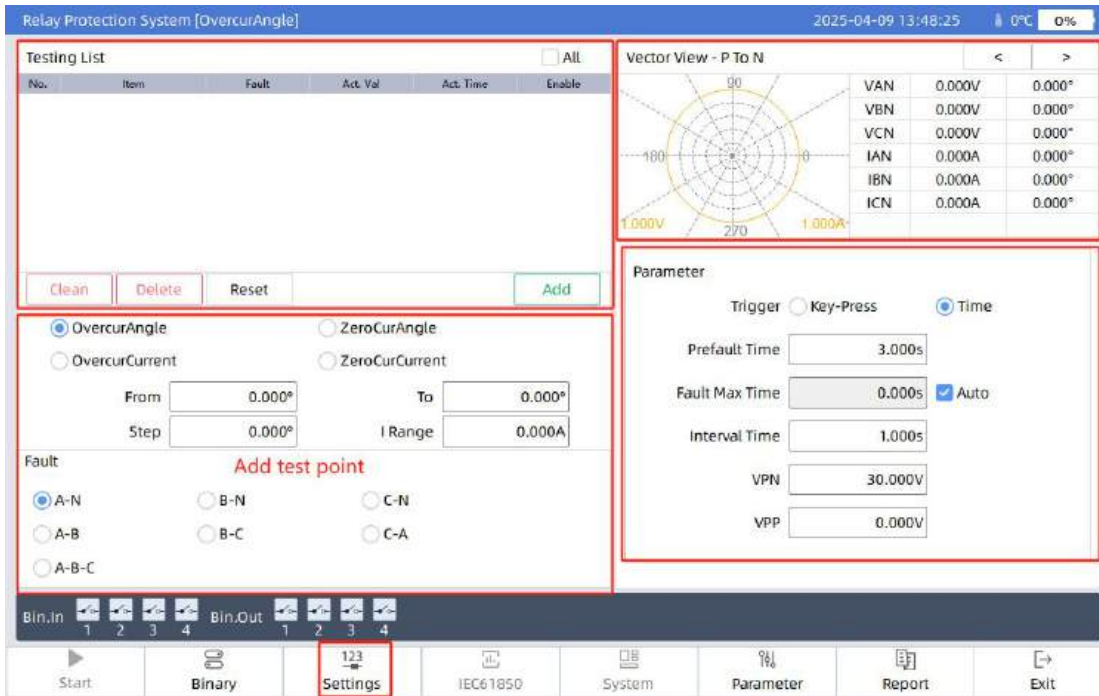 Relay Protection System [OvercurAngle] 2025-04-09 13:48:25 0℃ 0%
Testing List All
No. Item Fault Act. Val Act. Time Enable
Clean Delete Reset Add
Vector View - P To N < >
90
180 0
270
1.000V 1.000A
VAN 0.000V 0.000°
VBN 0.000V 0.000°
VCN 0.000V 0.000°
IAN 0.000A 0.000°
IBN 0.000A 0.000°
ICN 0.000A 0.000°
OvercurAngle ZeroCurAngle
OvercurCurrent ZeroCurCurrent
From 0.000° To 0.000°
Step 0.000° I Range 0.000A
Fault Add test point
A-N B-N C-N
A-B B-C C-A
A-B-C
Parameter
Trigger Key-Press Time
Prefault Time 3.000s
Fault Max Time 0.000s Auto
Interval Time 1.000s
VPN 30.000V
VPP 0.000V
Bin.In 1 2 3 4 Bin.Out 1 2 3 4
123
Start Binary Settings IEC61850 System Parameter Report Exit